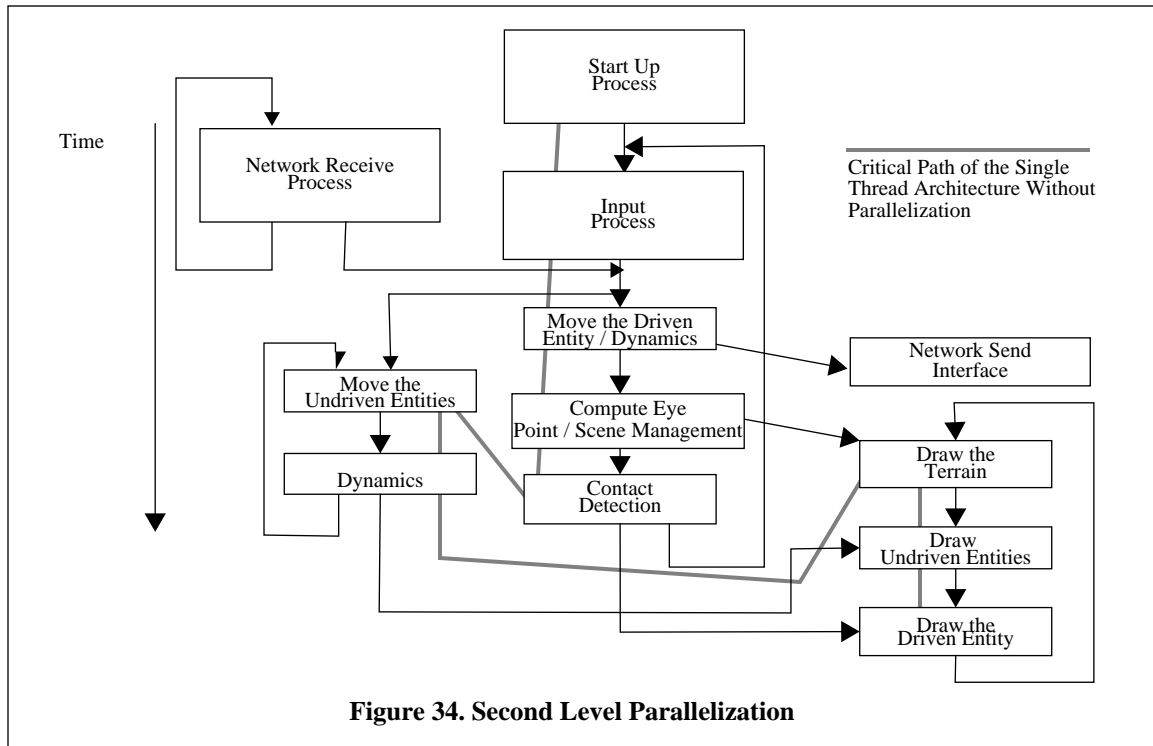 Start Up
Process
Time
Network Receive
Process
Critical Path of the Single
Thread Architecture Without
Parallelization
Input
Process
Move the Driven
Entity / Dynamics
Network Send
Interface
Move the
Undriven Entities
Compute Eye
Point / Scene Management
Draw the
Terrain
Dynamics
Contact
Detection
Draw
Undriven Entities
Draw the
Driven Entity
Figure 34. Second Level Parallelization